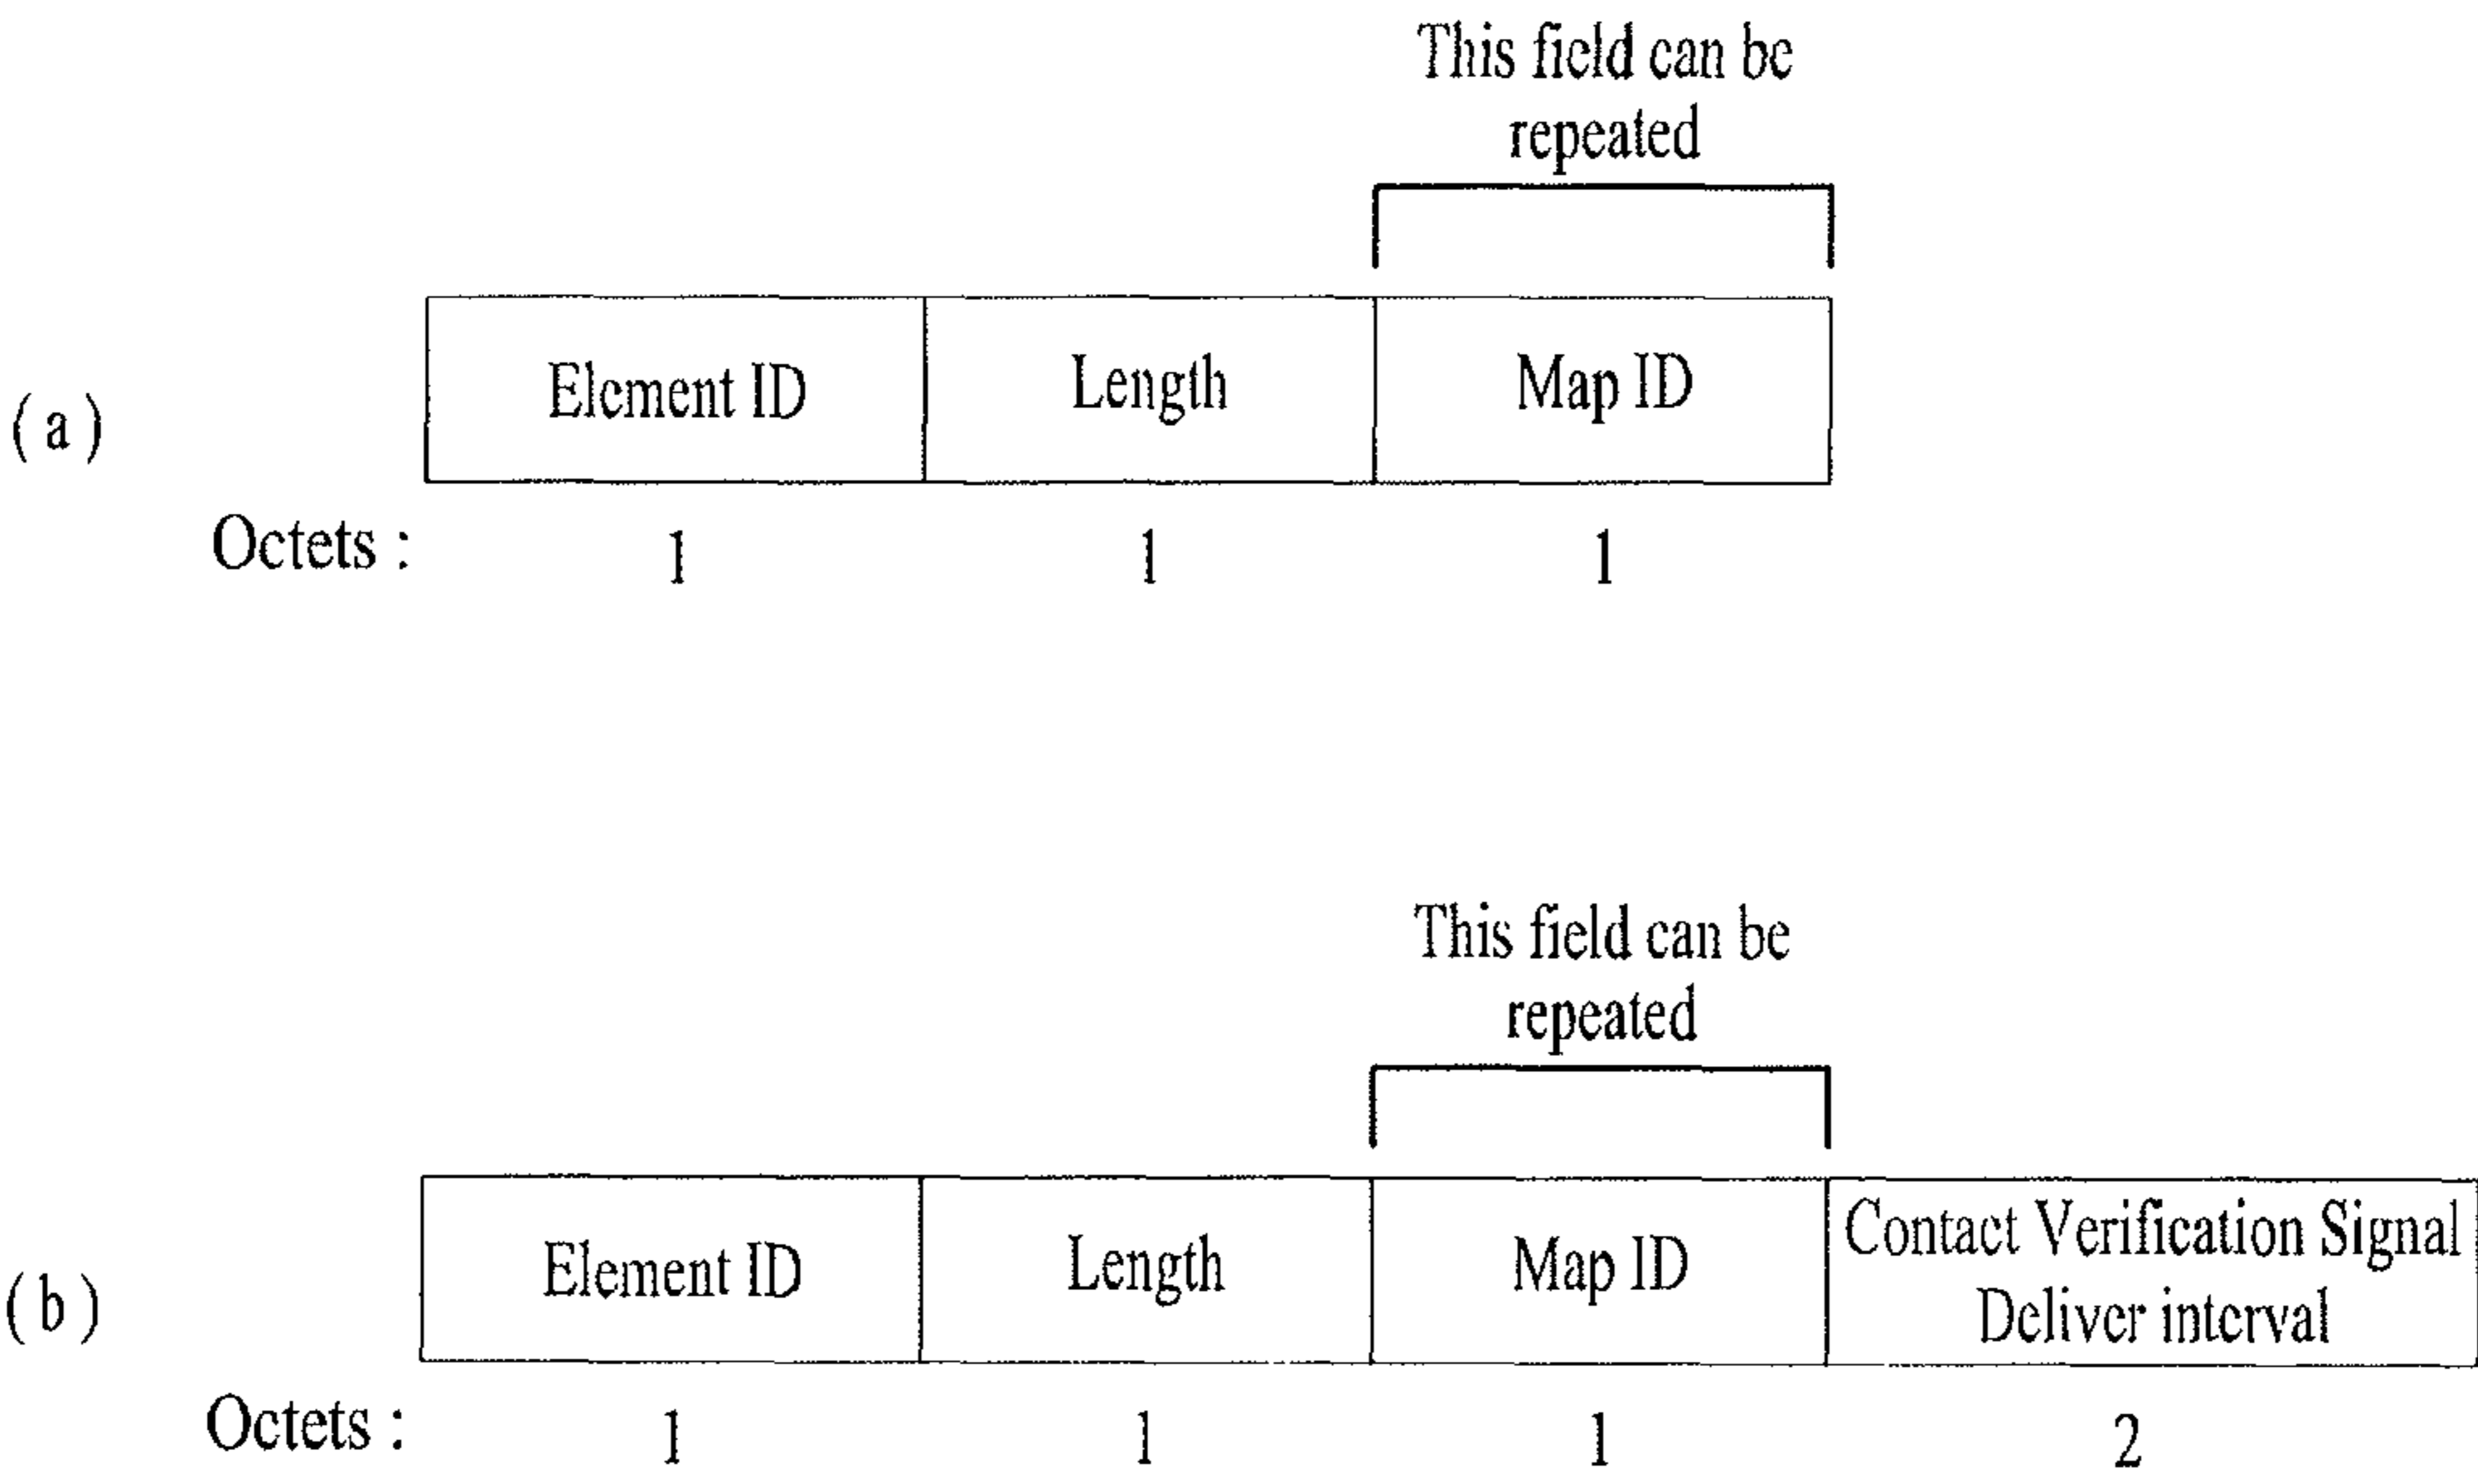 This field can be
repeated
Element ID
Length
Map ID
(a)
Octets :
1
1
1
This field can be
repeated
Element ID
Length
Map ID
Contact Verification Signal
Deliver interval
(b)
Octets :
1
1
1
2